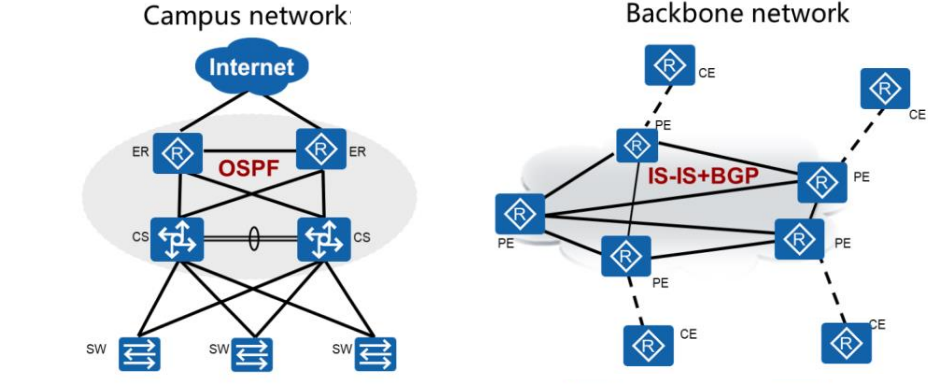 Campus network:
Internet
ER
R
R
ER
OSPF
CS
CS
SW
SW
SW
Backbone network
R
CE
R
CE
PE
R
IS-IS+BGP
R
PE
R
PE
R
PE
R
PE
R
CE
R
CE